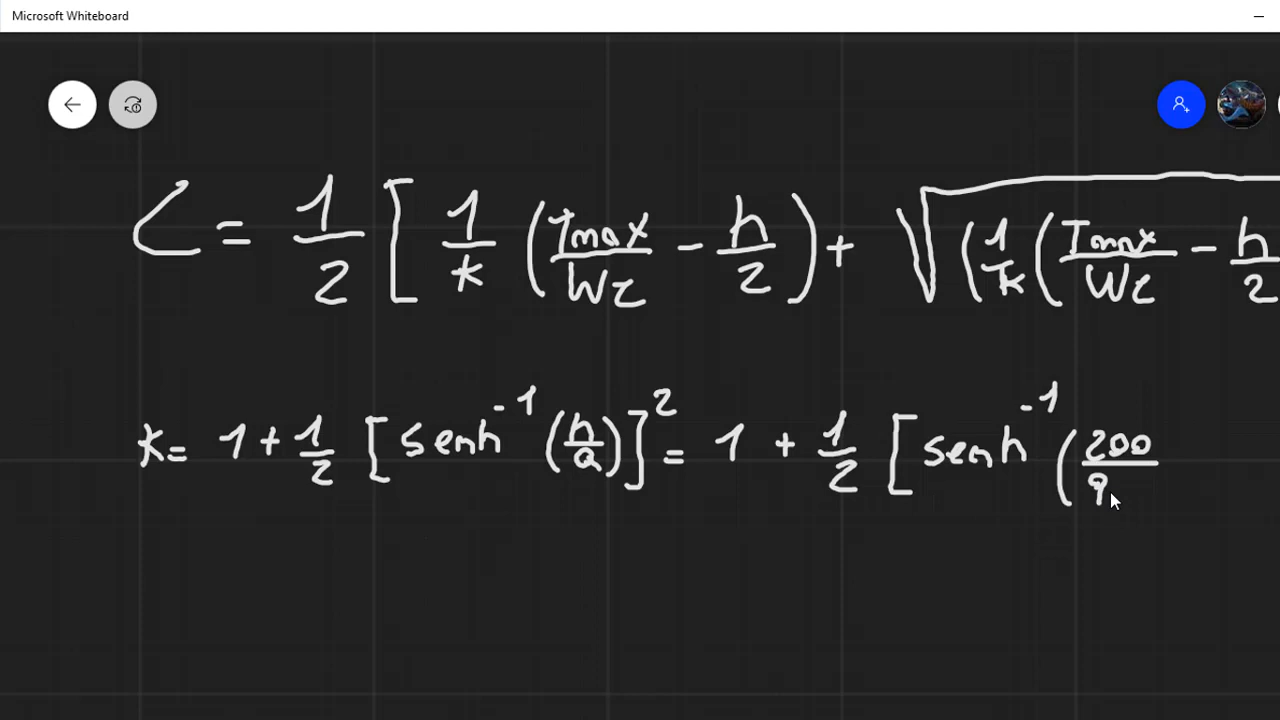 Microsoft Whiteboard
C = 1/2 [ 1/k ( Tmax/Wc - h/2 ) + √ ( 1/k ( Tmax/Wc - h/2
k = 1 + 1/2 [ senh^-1 ( h/a ) ]^2 = 1 + 1/2 [ senh^-1 ( 200/9